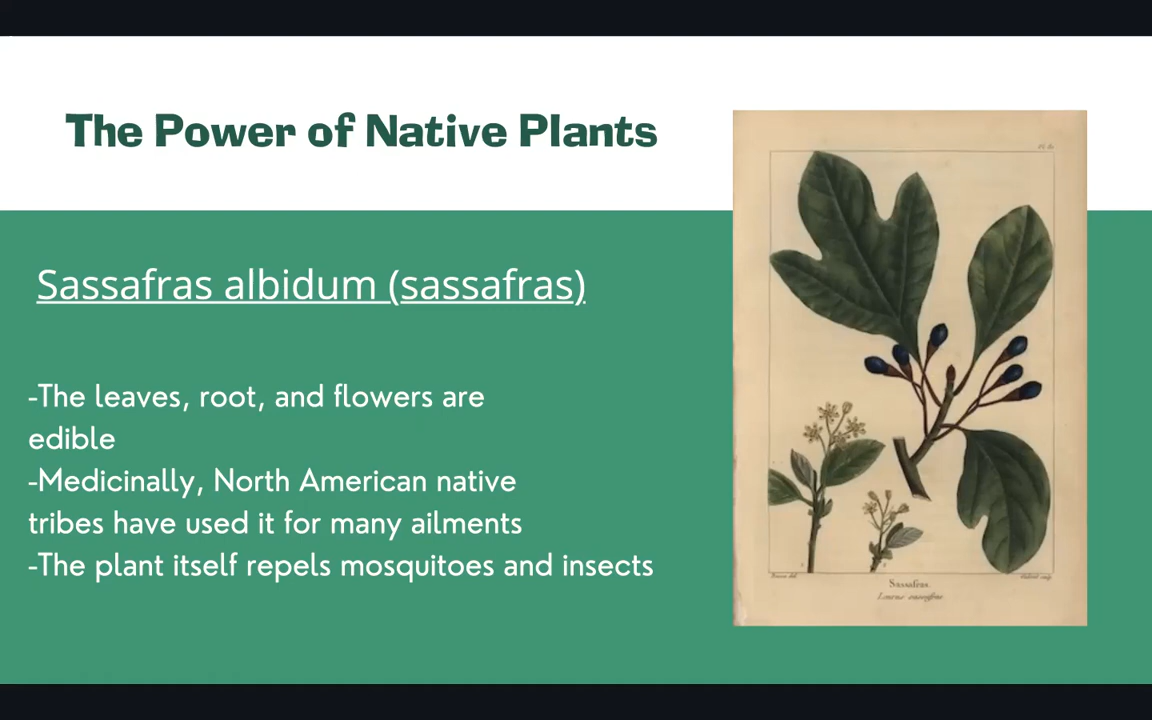 The Power of Native Plants
Sassafras albidum (sassafras)
-The leaves, root, and flowers are
edible
-Medicinally, North American native
tribes have used it for many ailments
-The plant itself repels mosquitoes and insects
Sassafras.